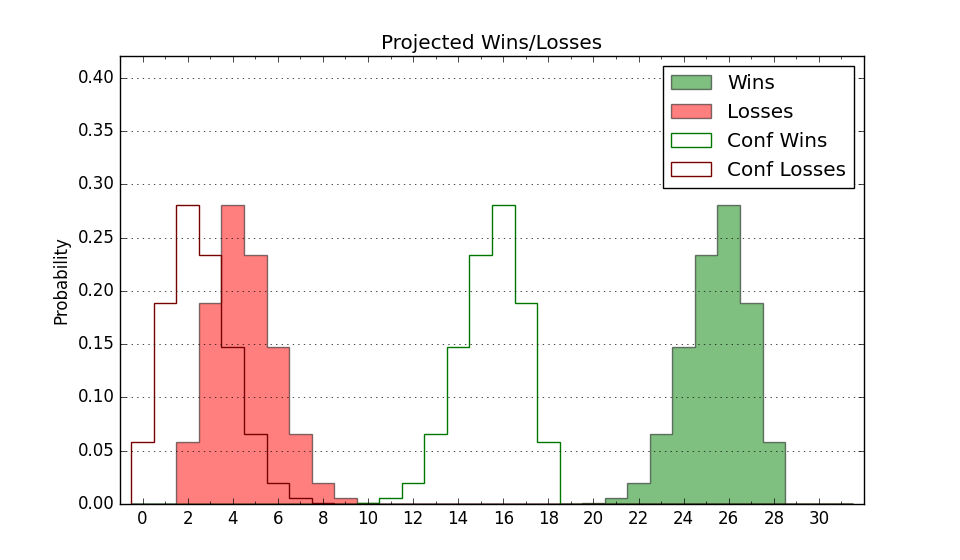 Projected Wins/Losses
0.40
0.35
0.30
0.25
0.20
0.15
0.10
0.05
0.00
Probability
Wins
Losses
Conf Wins
Conf Losses
0 2 4 6 8 10 12 14 16 18 20 22 24 26 28 30